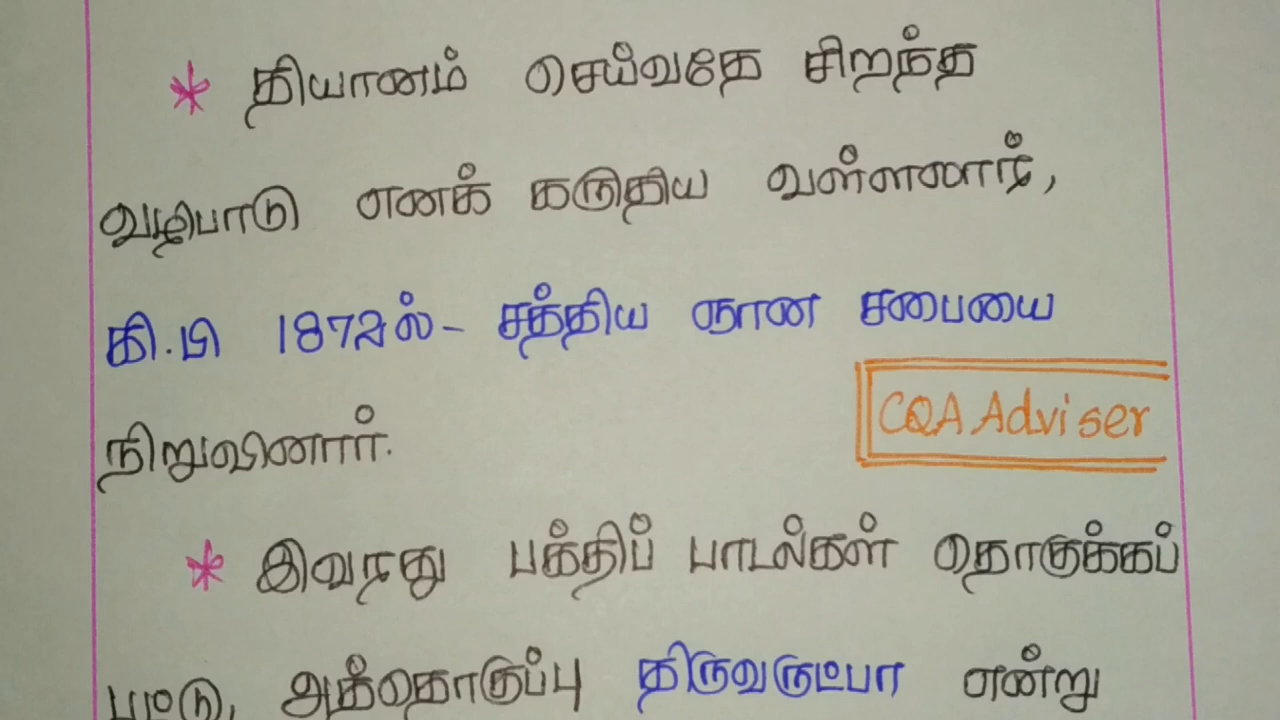 * தியானம் செய்வதே சிறந்த
வழிபாடு எனக் கருதிய வள்ளலார்,
கி.பி 1872ல் - சத்திய ஞான சபையை
CQA Adviser
நிறுவினார்.
* இவரது பக்திப் பாடல்கள் தொகுக்கப்
பட்டு, அத்தொகுப்பு திருவருட்பா என்று